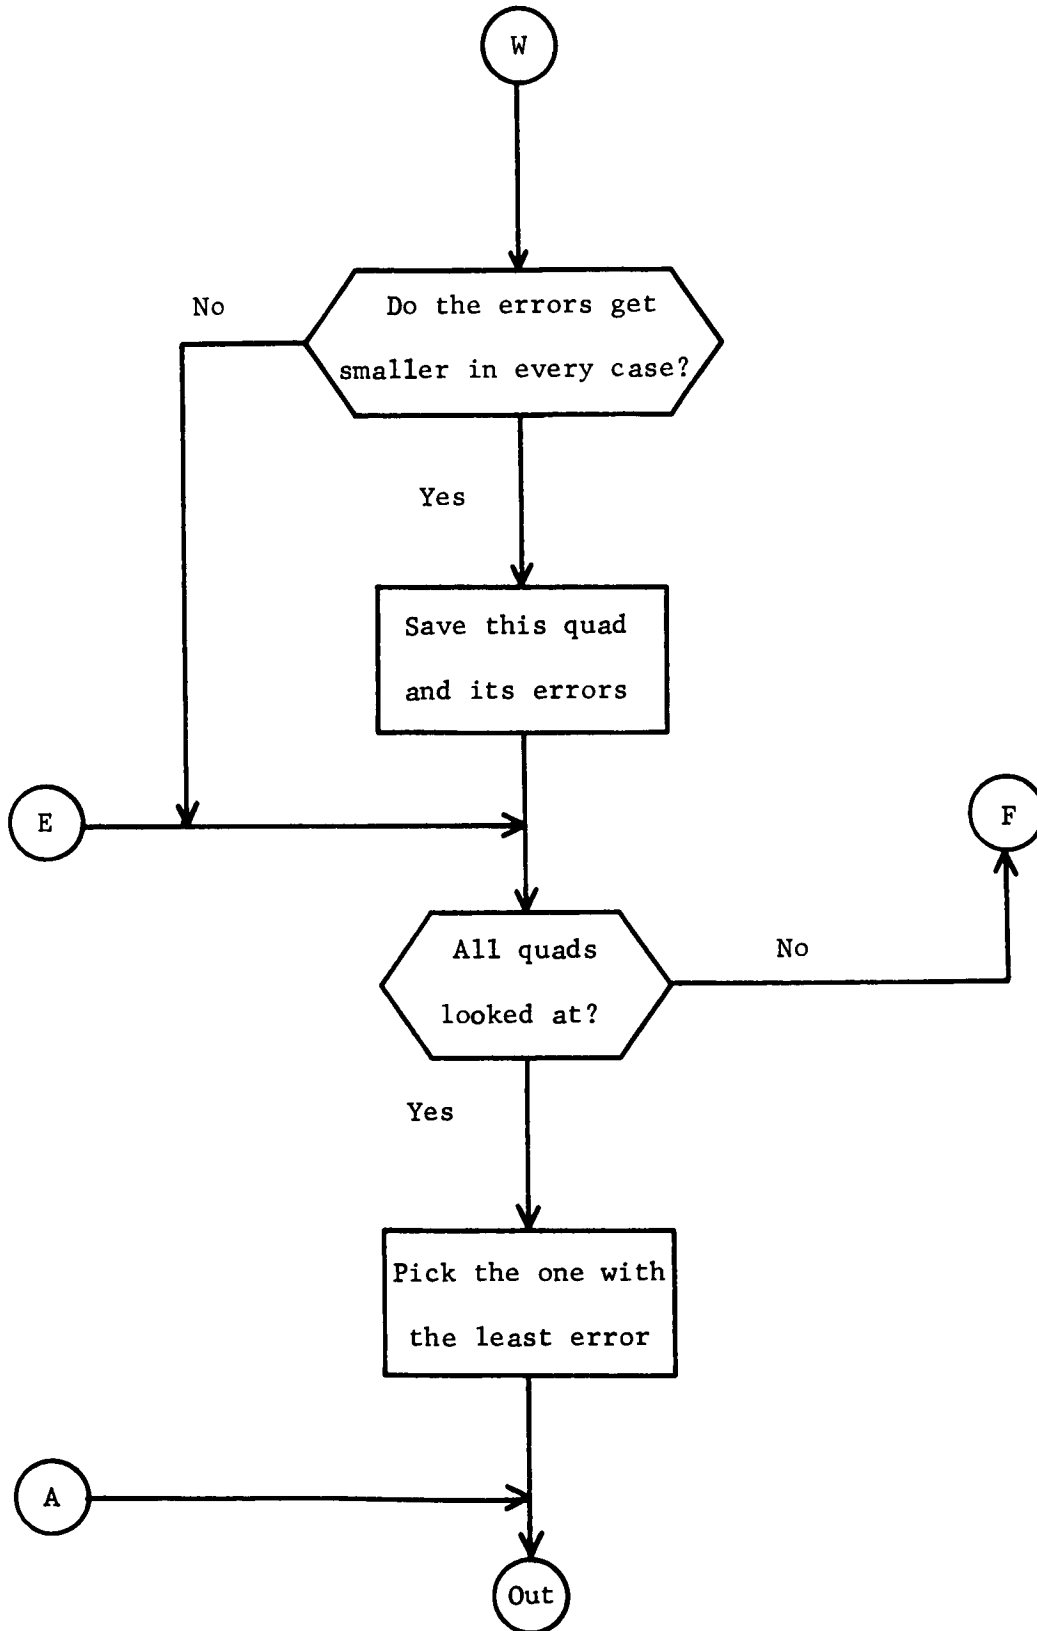 W
No
Do the errors get
smaller in every case?
Yes
Save this quad
and its errors
E
F
All quads
looked at?
No
Yes
Pick the one with
the least error
A
Out